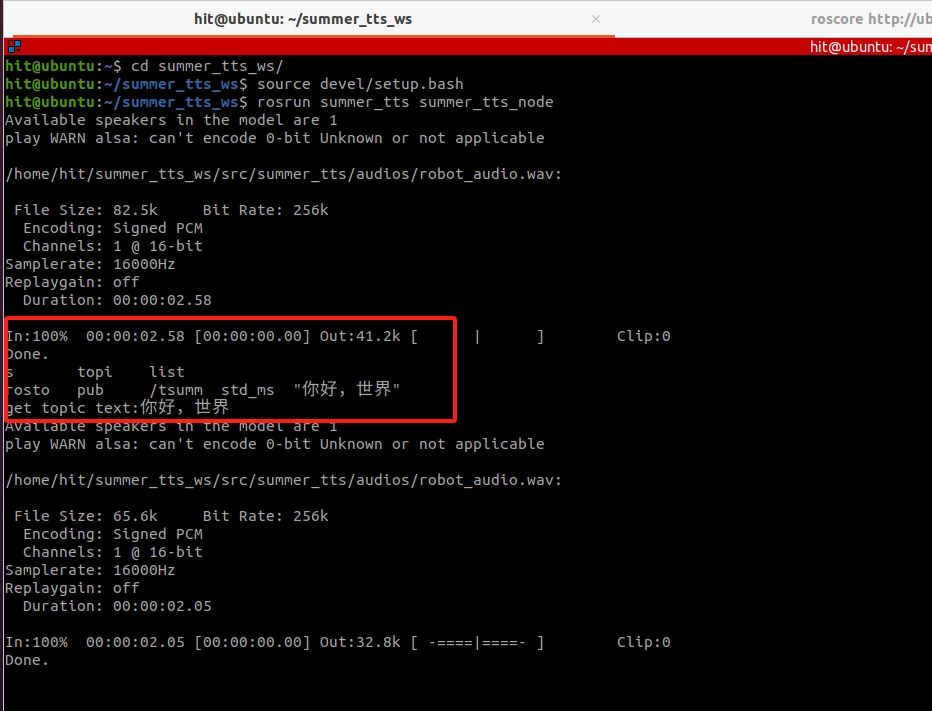 hit@ubuntu: ~/summer_tts_ws ×
roscore http://ub
hit@ubuntu: ~/sum
hit@ubuntu:~$ cd summer_tts_ws/
hit@ubuntu:~/summer_tts_ws$ source devel/setup.bash
hit@ubuntu:~/summer_tts_ws$ rosrun summer_tts summer_tts_node
Available speakers in the model are 1
play WARN alsa: can't encode 0-bit Unknown or not applicable
/home/hit/summer_tts_ws/src/summer_tts/audios/robot_audio.wav:
File Size: 82.5k     Bit Rate: 256k
Encoding: Signed PCM
Channels: 1 @ 16-bit
Samplerate: 16000Hz
Replaygain: off
Duration: 00:00:02.58
In:100%  00:00:02.58 [00:00:00.00] Out:41.2k [      |      ]        Clip:0
Done.
s       topi    list
rosto   pub     /tsumm  std_ms  "你好，世界"
get topic text:你好，世界
Available speakers in the model are 1
play WARN alsa: can't encode 0-bit Unknown or not applicable
/home/hit/summer_tts_ws/src/summer_tts/audios/robot_audio.wav:
File Size: 65.6k     Bit Rate: 256k
Encoding: Signed PCM
Channels: 1 @ 16-bit
Samplerate: 16000Hz
Replaygain: off
Duration: 00:00:02.05
In:100%  00:00:02.05 [00:00:00.00] Out:32.8k [ -====|====- ]        Clip:0
Done.